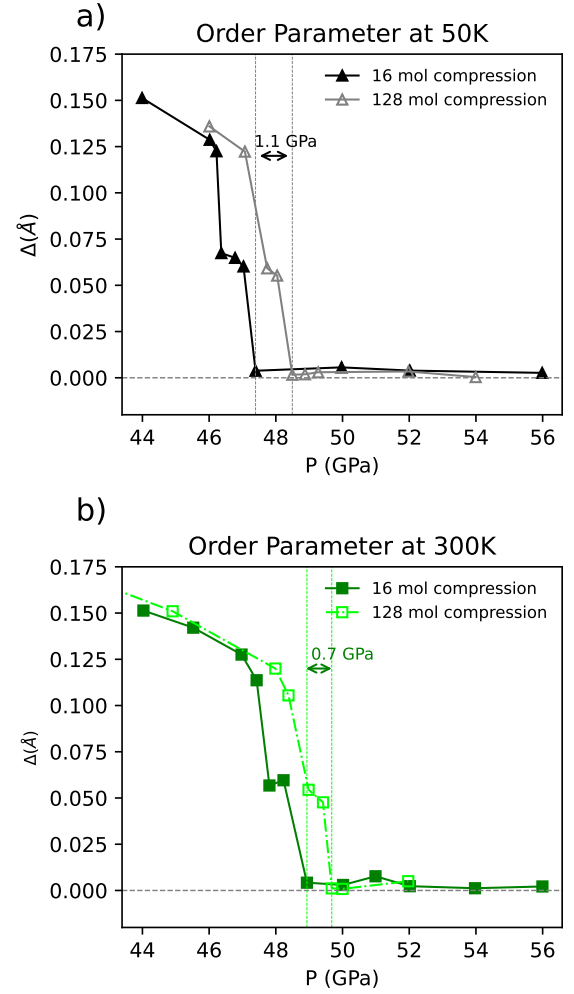 a)
Order Parameter at 50K
0.175
0.150
0.125
0.100
0.075
0.050
0.025
0.000
Δ(Å)
16 mol compression
128 mol compression
1.1 GPa
44 46 48 50 52 54 56
P (GPa)
b)
Order Parameter at 300K
0.175
0.150
0.125
0.100
0.075
0.050
0.025
0.000
Δ(Å)
16 mol compression
128 mol compression
0.7 GPa
44 46 48 50 52 54 56
P (GPa)